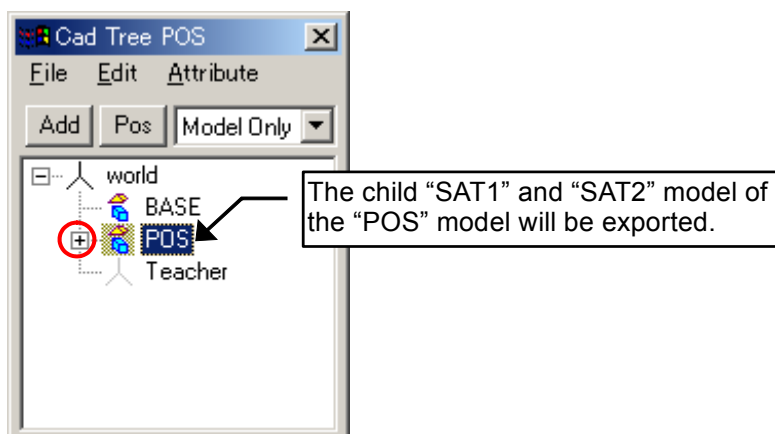 Cad Tree POS
File Edit Attribute
Add Pos Model Only
world
BASE
POS
Teacher
The child “SAT1” and “SAT2” model of
the “POS” model will be exported.